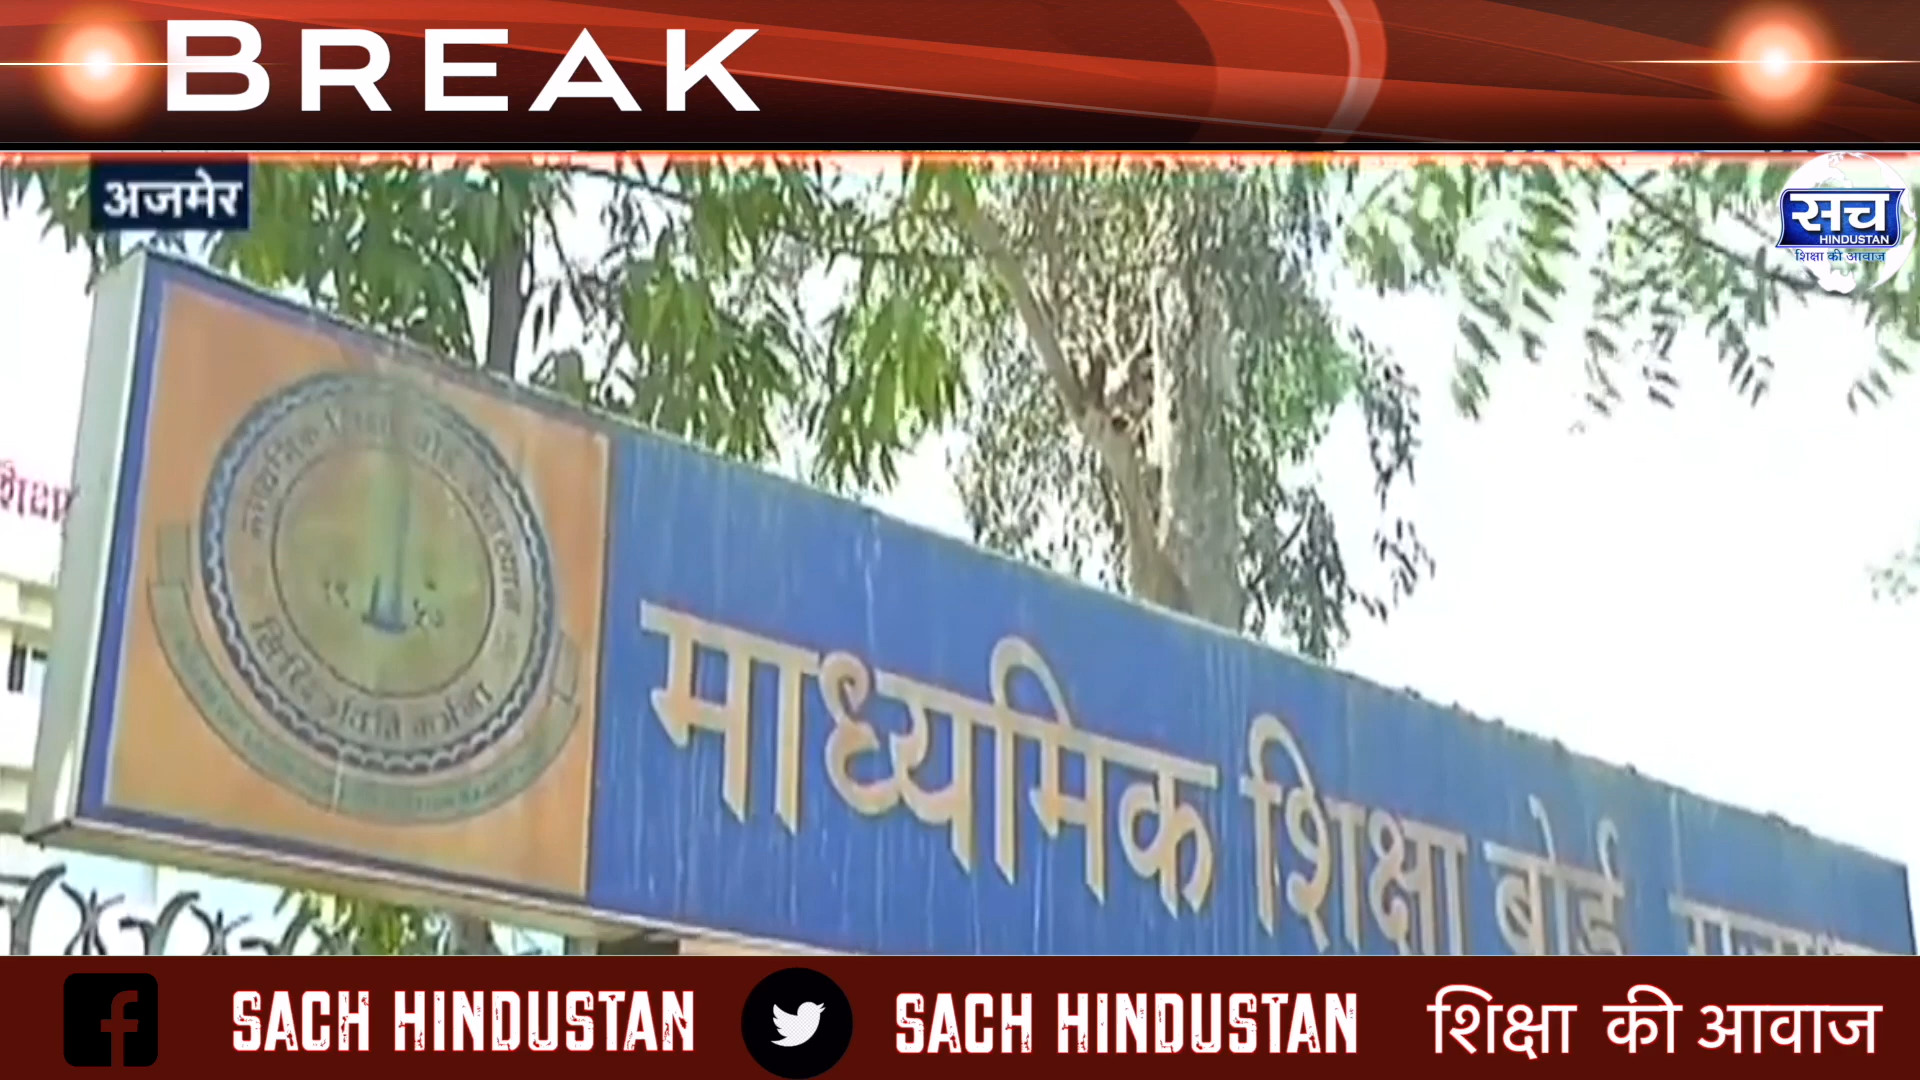 BREAK
अजमेर
सच
HINDUSTAN
शिक्षा की आवाज
माध्यमिक शिक्षा बोर्ड
SACH HINDUSTAN
SACH HINDUSTAN
शिक्षा की आवाज